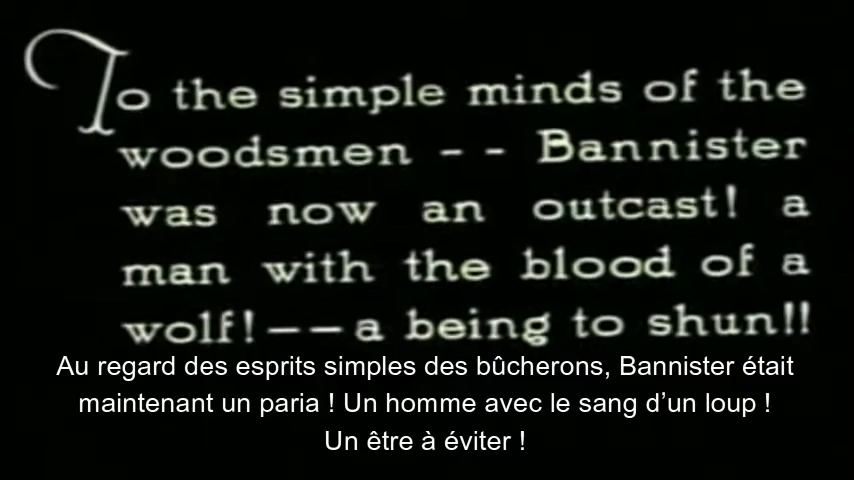 To the simple minds of the
woodsmen -- Bannister
was now an outcast! a
man with the blood of a
wolf!——a being to shun!!
Au regard des esprits simples des bûcherons, Bannister était
maintenant un paria ! Un homme avec le sang d’un loup !
Un être à éviter !